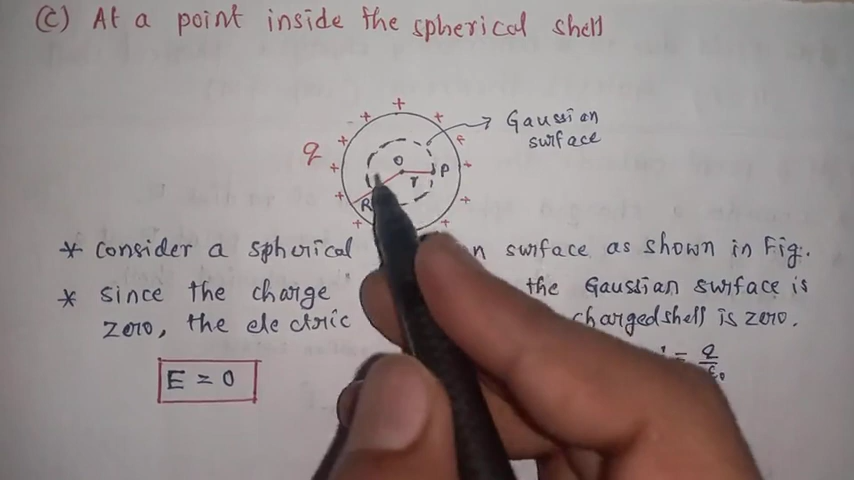 (C) At a point inside the spherical shell
Gaussian
surface
q
O
P
r
R
* consider a spherical n surface as shown in Fig.
* since the charge the Gaussian surface is
zero, the electric charged shell is zero.
E = 0
= q